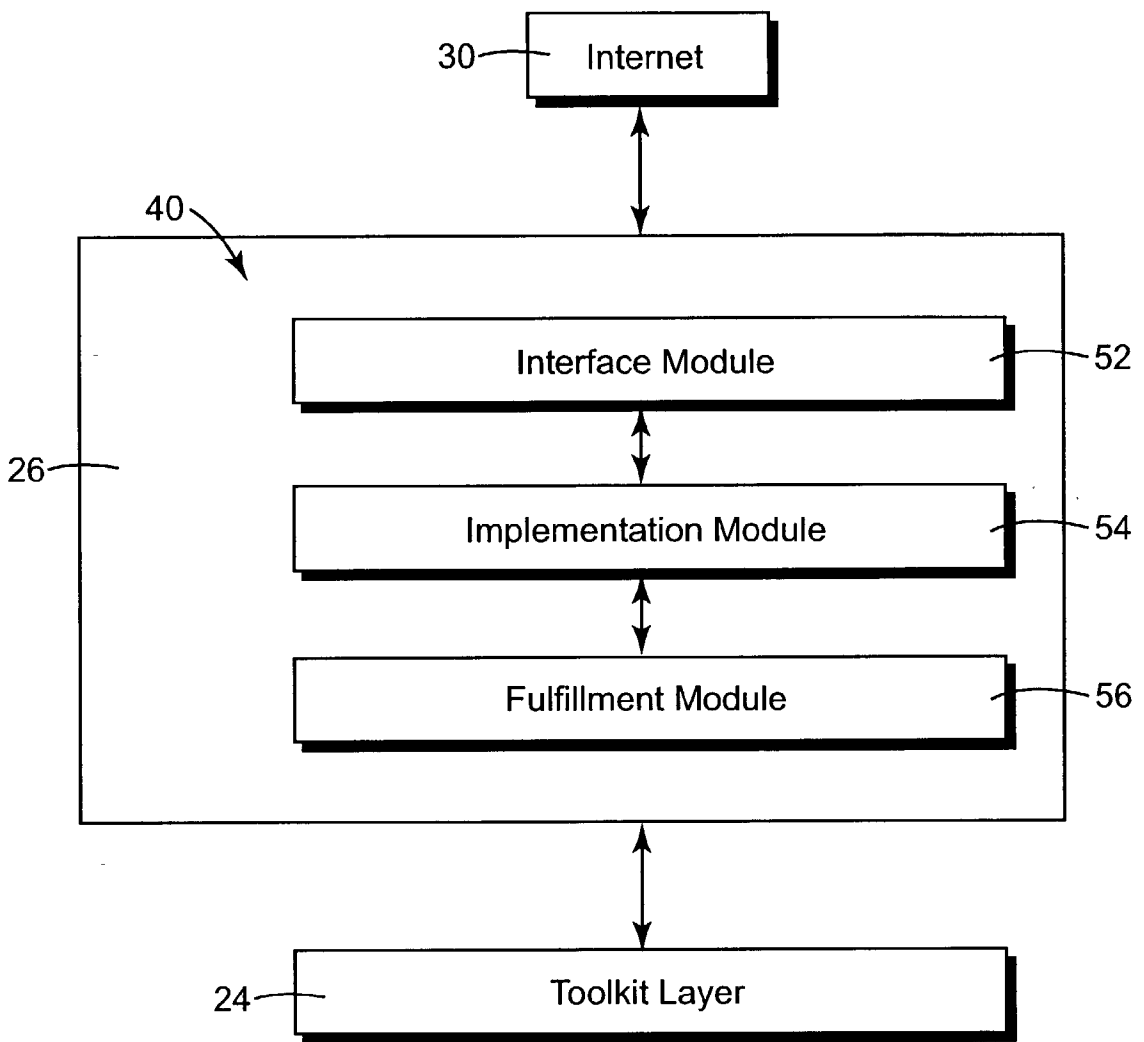 30
Internet
40
Interface Module
52
26
Implementation Module
54
Fulfillment Module
56
24
Toolkit Layer